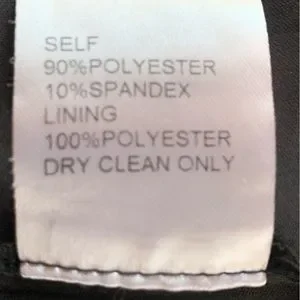 SELF
90%POLYESTER
10%SPANDEX
LINING
100%POLYESTER
DRY CLEAN ONLY